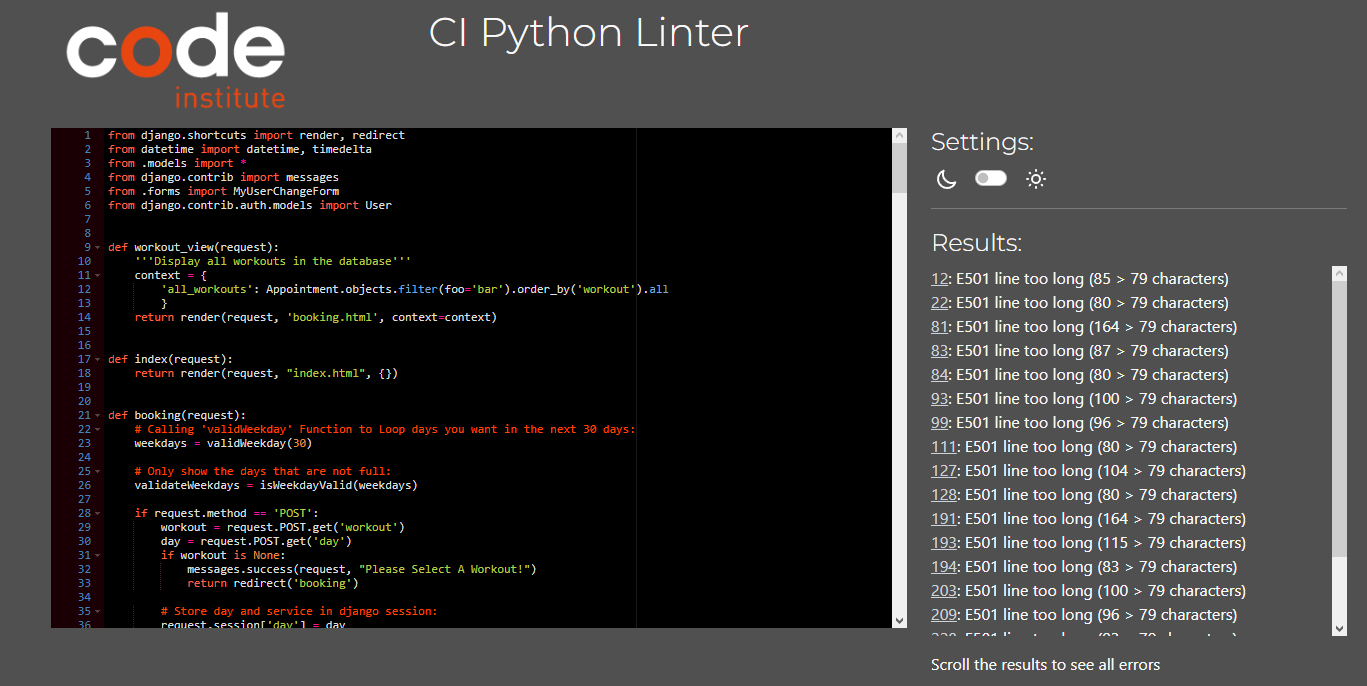 code
institute
CI Python Linter
1 from django.shortcuts import render, redirect
2 from datetime import datetime, timedelta
3 from .models import *
4 from django.contrib import messages
5 from .forms import MyUserChangeForm
6 from django.contrib.auth.models import User
7
8
9 def workout_view(request):
10 '''Display all workouts in the database'''
11 context = {
12 'all_workouts': Appointment.objects.filter(foo='bar').order_by('workout').all
13 }
14 return render(request, 'booking.html', context=context)
15
16
17 def index(request):
18 return render(request, "index.html", {})
19
20
21 def booking(request):
22 # Calling 'validWeekday' Function to Loop days you want in the next 30 days:
23 weekdays = validWeekday(30)
24
25 # Only show the days that are not full:
26 validateWeekdays = isWeekdayValid(weekdays)
27
28 if request.method == 'POST':
29 workout = request.POST.get('workout')
30 day = request.POST.get('day')
31 if workout is None:
32 messages.success(request, "Please Select A Workout!")
33 return redirect('booking')
34
35 # Store day and service in django session:
36 request.session['day'] = day
Settings:
Results:
12: E501 line too long (85 > 79 characters)
22: E501 line too long (80 > 79 characters)
81: E501 line too long (164 > 79 characters)
83: E501 line too long (87 > 79 characters)
84: E501 line too long (80 > 79 characters)
93: E501 line too long (100 > 79 characters)
99: E501 line too long (96 > 79 characters)
111: E501 line too long (80 > 79 characters)
127: E501 line too long (104 > 79 characters)
128: E501 line too long (80 > 79 characters)
191: E501 line too long (164 > 79 characters)
193: E501 line too long (115 > 79 characters)
194: E501 line too long (83 > 79 characters)
203: E501 line too long (100 > 79 characters)
209: E501 line too long (96 > 79 characters)
Scroll the results to see all errors